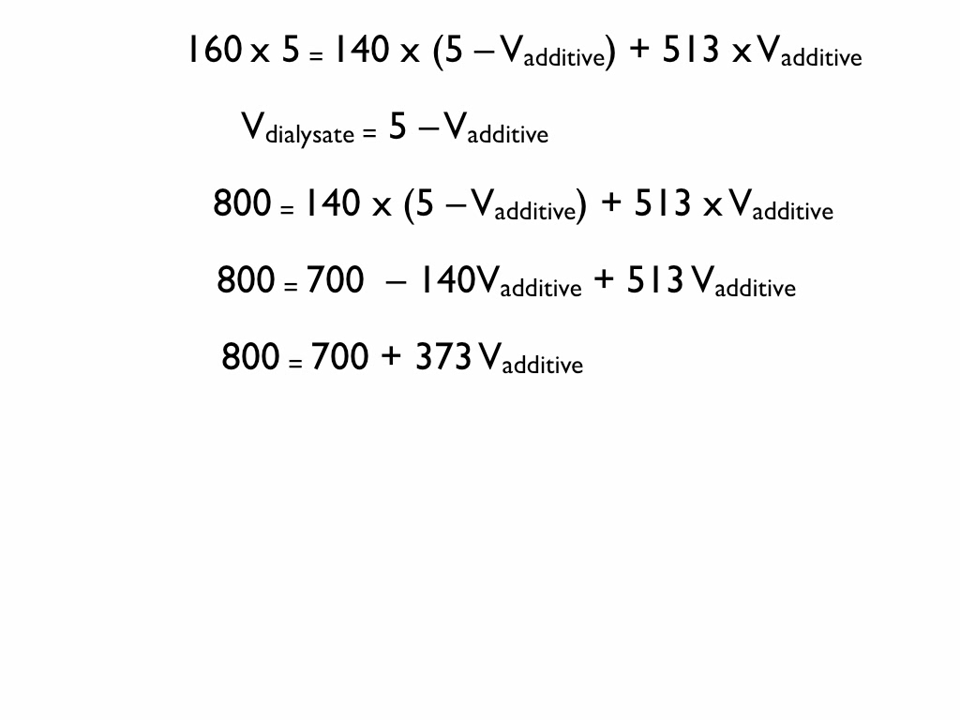 160 x 5 = 140 x (5 – Vadditive) + 513 x Vadditive
Vdialysate = 5 – Vadditive
800 = 140 x (5 – Vadditive) + 513 x Vadditive
800 = 700 – 140Vadditive + 513 Vadditive
800 = 700 + 373 Vadditive